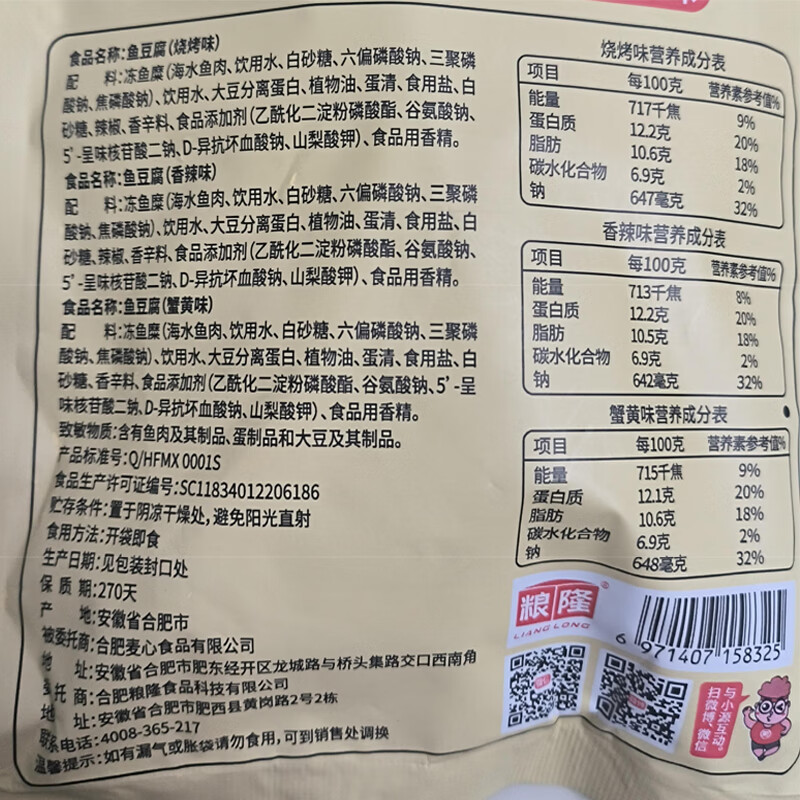 食品名称:鱼豆腐(烧烤味)
配 料:冻鱼糜(海水鱼肉、饮用水、白砂糖、六偏磷酸钠、三聚磷
酸钠、焦磷酸钠)、饮用水、大豆分离蛋白、植物油、蛋清、食用盐、白
砂糖、辣椒、香辛料、食品添加剂(乙酰化二淀粉磷酸酯、谷氨酸钠、
5'-呈味核苷酸二钠、D-异抗坏血酸钠、山梨酸钾)、食品用香精。
食品名称:鱼豆腐(香辣味)
配 料:冻鱼糜(海水鱼肉、饮用水、白砂糖、六偏磷酸钠、三聚磷
酸钠、焦磷酸钠)、饮用水、大豆分离蛋白、植物油、蛋清、食用盐、白
砂糖、辣椒、香辛料、食品添加剂(乙酰化二淀粉磷酸酯、谷氨酸钠、
5'-呈味核苷酸二钠、D-异抗坏血酸钠、山梨酸钾)、食品用香精。
食品名称:鱼豆腐(蟹黄味)
配 料:冻鱼糜(海水鱼肉、饮用水、白砂糖、六偏磷酸钠、三聚磷
酸钠、焦磷酸钠)、饮用水、大豆分离蛋白、植物油、蛋清、食用盐、白
砂糖、香辛料、食品添加剂(乙酰化二淀粉磷酸酯、谷氨酸钠、5'-呈
味核苷酸二钠、D-异抗坏血酸钠、山梨酸钾)、食品用香精。
致敏物质:含有鱼肉及其制品、蛋制品和大豆及其制品。
产品标准号:Q/HFMX 0001S
食品生产许可证编号:SC11834012206186
贮存条件:置于阴凉干燥处,避免阳光直射
食用方法:开袋即食
生产日期:见包装封口处
保 质 期:270天
产 地:安徽省合肥市
被委托商:合肥麦心食品有限公司
地 址:安徽省合肥市肥东经开区龙城路与桥头集路交口西南角
委 托 商:合肥粮隆食品科技有限公司
地 址:安徽省合肥市肥西县黄岗路2号2栋
联系电话:4008-365-217
温馨提示:如有漏气或胀袋请勿食用,可到销售处调换
烧烤味营养成分表
项目 每100克 营养素参考值%
能量 717千焦 9%
蛋白质 12.2克 20%
脂肪 10.6克 18%
碳水化合物 6.9克 2%
钠 647毫克 32%
香辣味营养成分表
项目 每100克 营养素参考值%
能量 713千焦 8%
蛋白质 12.2克 20%
脂肪 10.5克 18%
碳水化合物 6.9克 2%
钠 642毫克 32%
蟹黄味营养成分表
项目 每100克 营养素参考值%
能量 715千焦 9%
蛋白质 12.1克 20%
脂肪 10.6克 18%
碳水化合物 6.9克 2%
钠 648毫克 32%
粮隆®
LIANG LONG
6 971407 158325
与小源互动。
扫微博、微信